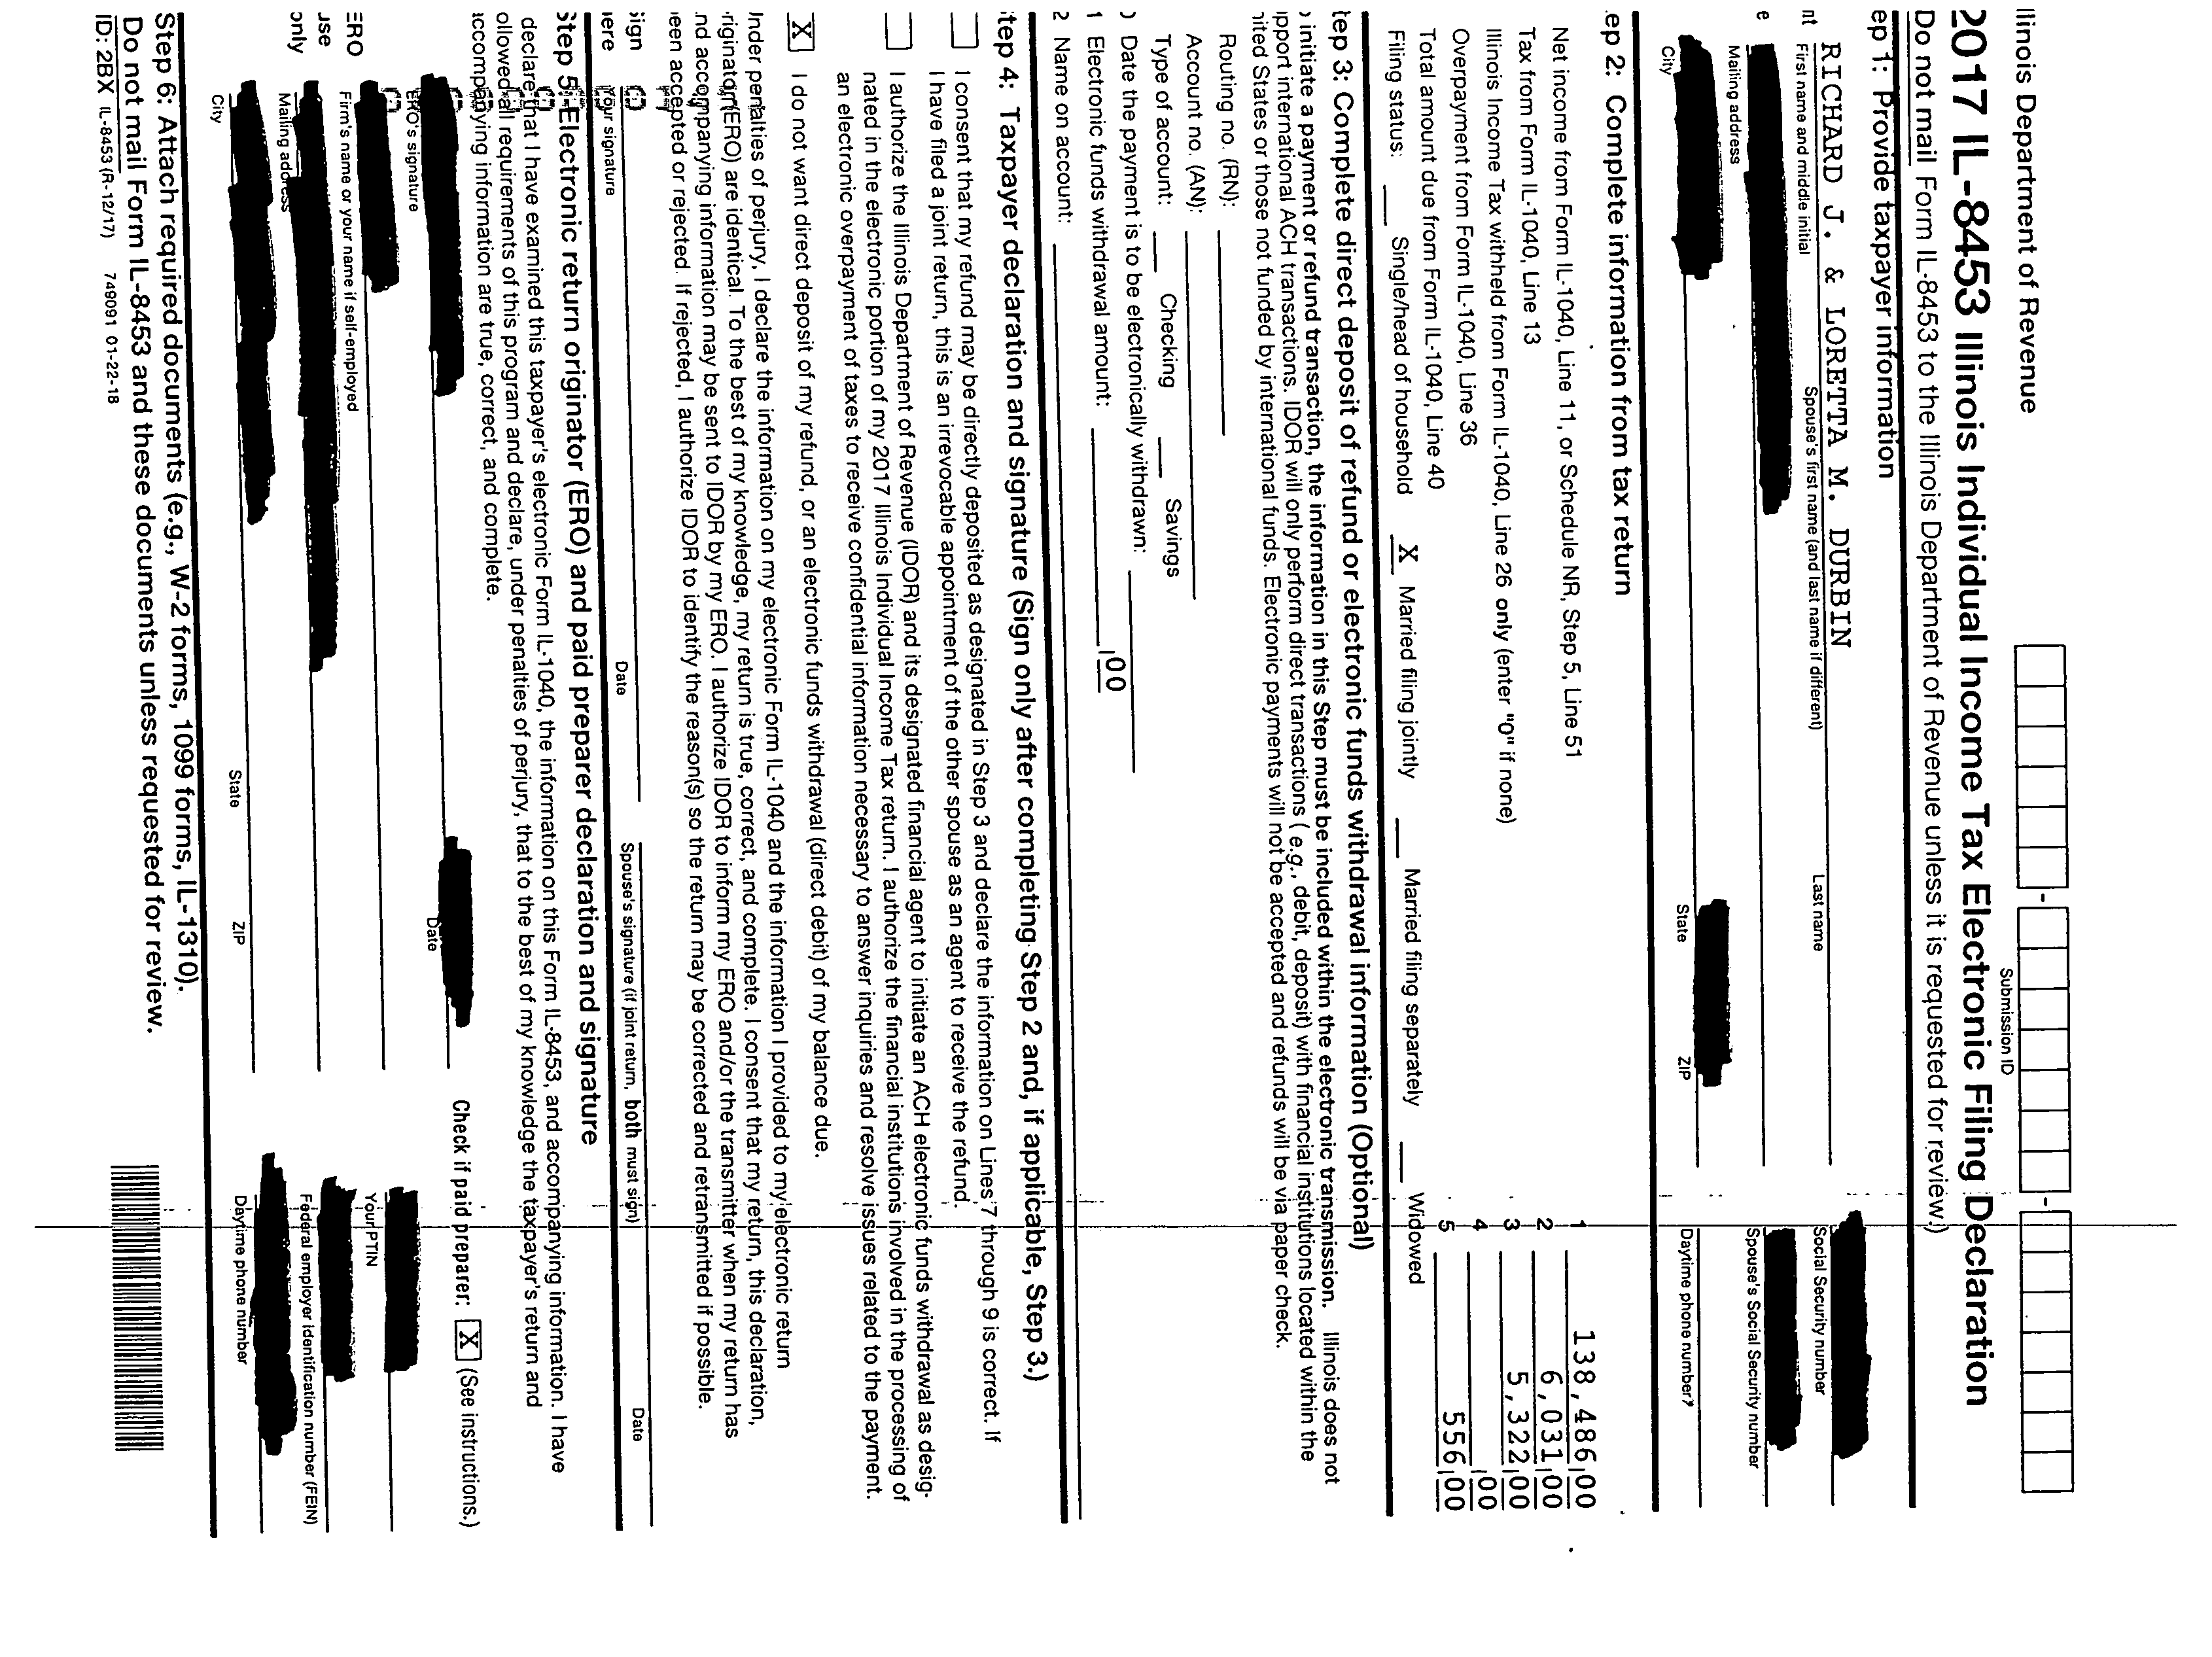 llinois Department of Revenue
Submission ID
2017 IL-8453 Illinois Individual Income Tax Electronic Filing Declaration
Do not mail Form IL-8453 to the Illinois Department of Revenue unless it is requested for review.)
ep 1: Provide taxpayer information
RICHARD J. & LORETTA M. DURBIN
nt First name and middle initial Spouse's first name (and last name if different) Last name Social Security number
e
Mailing address Spouse's Social Security number
City State ZIP Daytime phone number?
ep 2: Complete information from tax return
Net income from Form IL-1040, Line 11, or Schedule NR, Step 5, Line 51 1 138,486 00
Tax from Form IL-1040, Line 13 2 6,031 00
Illinois Income Tax withheld from Form IL-1040, Line 26 only (enter "0" if none) 3 5,322 00
Overpayment from Form IL-1040, Line 36 4 00
Total amount due from Form IL-1040, Line 40 5 556 00
Filing status: Single/head of household X Married filing jointly Married filing separately Widowed
tep 3: Complete direct deposit of refund or electronic funds withdrawal information (Optional)
o initiate a payment or refund transaction, the information in this Step must be included within the electronic transmission. Illinois does not
pport international ACH transactions. IDOR will only perform direct transactions (e.g., debit, deposit) with financial institutions located within the
nited States or those not funded by international funds. Electronic payments will not be accepted and refunds will be via paper check.
Routing no. (RN):
Account no. (AN):
Type of account: Checking Savings
) Date the payment is to be electronically withdrawn:
1 Electronic funds withdrawal amount: 00
2 Name on account:
tep 4: Taxpayer declaration and signature (Sign only after completing Step 2 and, if applicable, Step 3.)
I consent that my refund may be directly deposited as designated in Step 3 and declare the information on Lines 7 through 9 is correct. If
I have filed a joint return, this is an irrevocable appointment of the other spouse as an agent to receive the refund.
I authorize the Illinois Department of Revenue (IDOR) and its designated financial agent to initiate an ACH electronic funds withdrawal as desig-
nated in the electronic portion of my 2017 Illinois Individual Income Tax return. I authorize the financial institutions involved in the processing of
an electronic overpayment of taxes to receive confidential information necessary to answer inquiries and resolve issues related to the payment.
X I do not want direct deposit of my refund, or an electronic funds withdrawal (direct debit) of my balance due.
Inder penalties of perjury, I declare the information on my electronic Form IL-1040 and the information I provided to my electronic return
riginator (ERO) are identical. To the best of my knowledge, my return is true, correct, and complete. I consent that my return, this declaration,
nd accompanying information may be sent to IDOR by my ERO. I authorize IDOR to inform my ERO and/or the transmitter when my return has
een accepted or rejected. If rejected, I authorize IDOR to identify the reason(s) so the return may be corrected and retransmitted if possible.
ign
ere
Your signature Date Spouse's signature (if joint return, both must sign) Date
Step 5: Electronic return originator (ERO) and paid preparer declaration and signature
declare that I have examined this taxpayer's electronic Form IL-1040, the information on this Form IL-8453, and accompanying information. I have
ollowed all requirements of this program and declare, under penalties of perjury, that to the best of my knowledge the taxpayer's return and
accompanying information are true, correct, and complete.
Check if paid preparer: X (See instructions.)
ERO's signature Date
ERO
use
only
Firm's name or your name if self-employed Your PTIN
Mailing address Federal employer identification number (FEIN)
City State ZIP Daytime phone number
Step 6: Attach required documents (e.g., W-2 forms, 1099 forms, IL-1310).
Do not mail Form IL-8453 and these documents unless requested for review.
ID: 2BX IL-8453 (R-12/17) 749091 01-22-18